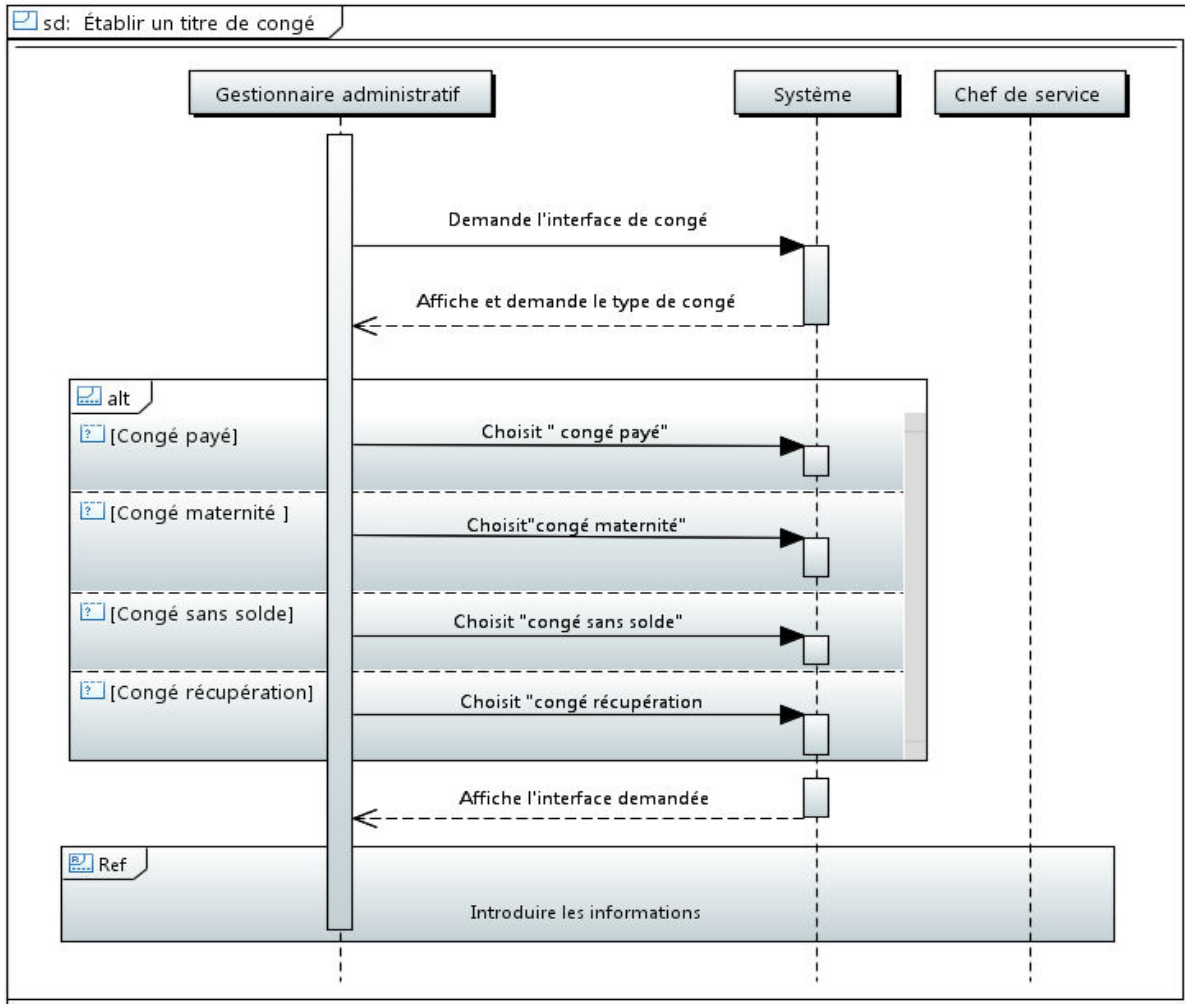 sd: Établir un titre de congé
Gestionnaire administratif
Système
Chef de service
Demande l'interface de congé
Affiche et demande le type de congé
alt
[Congé payé]
Choisit " congé payé"
[Congé maternité ]
Choisit"congé maternité"
[Congé sans solde]
Choisit "congé sans solde"
[Congé récupération]
Choisit "congé récupération
Affiche l'interface demandée
Ref
Introduire les informations